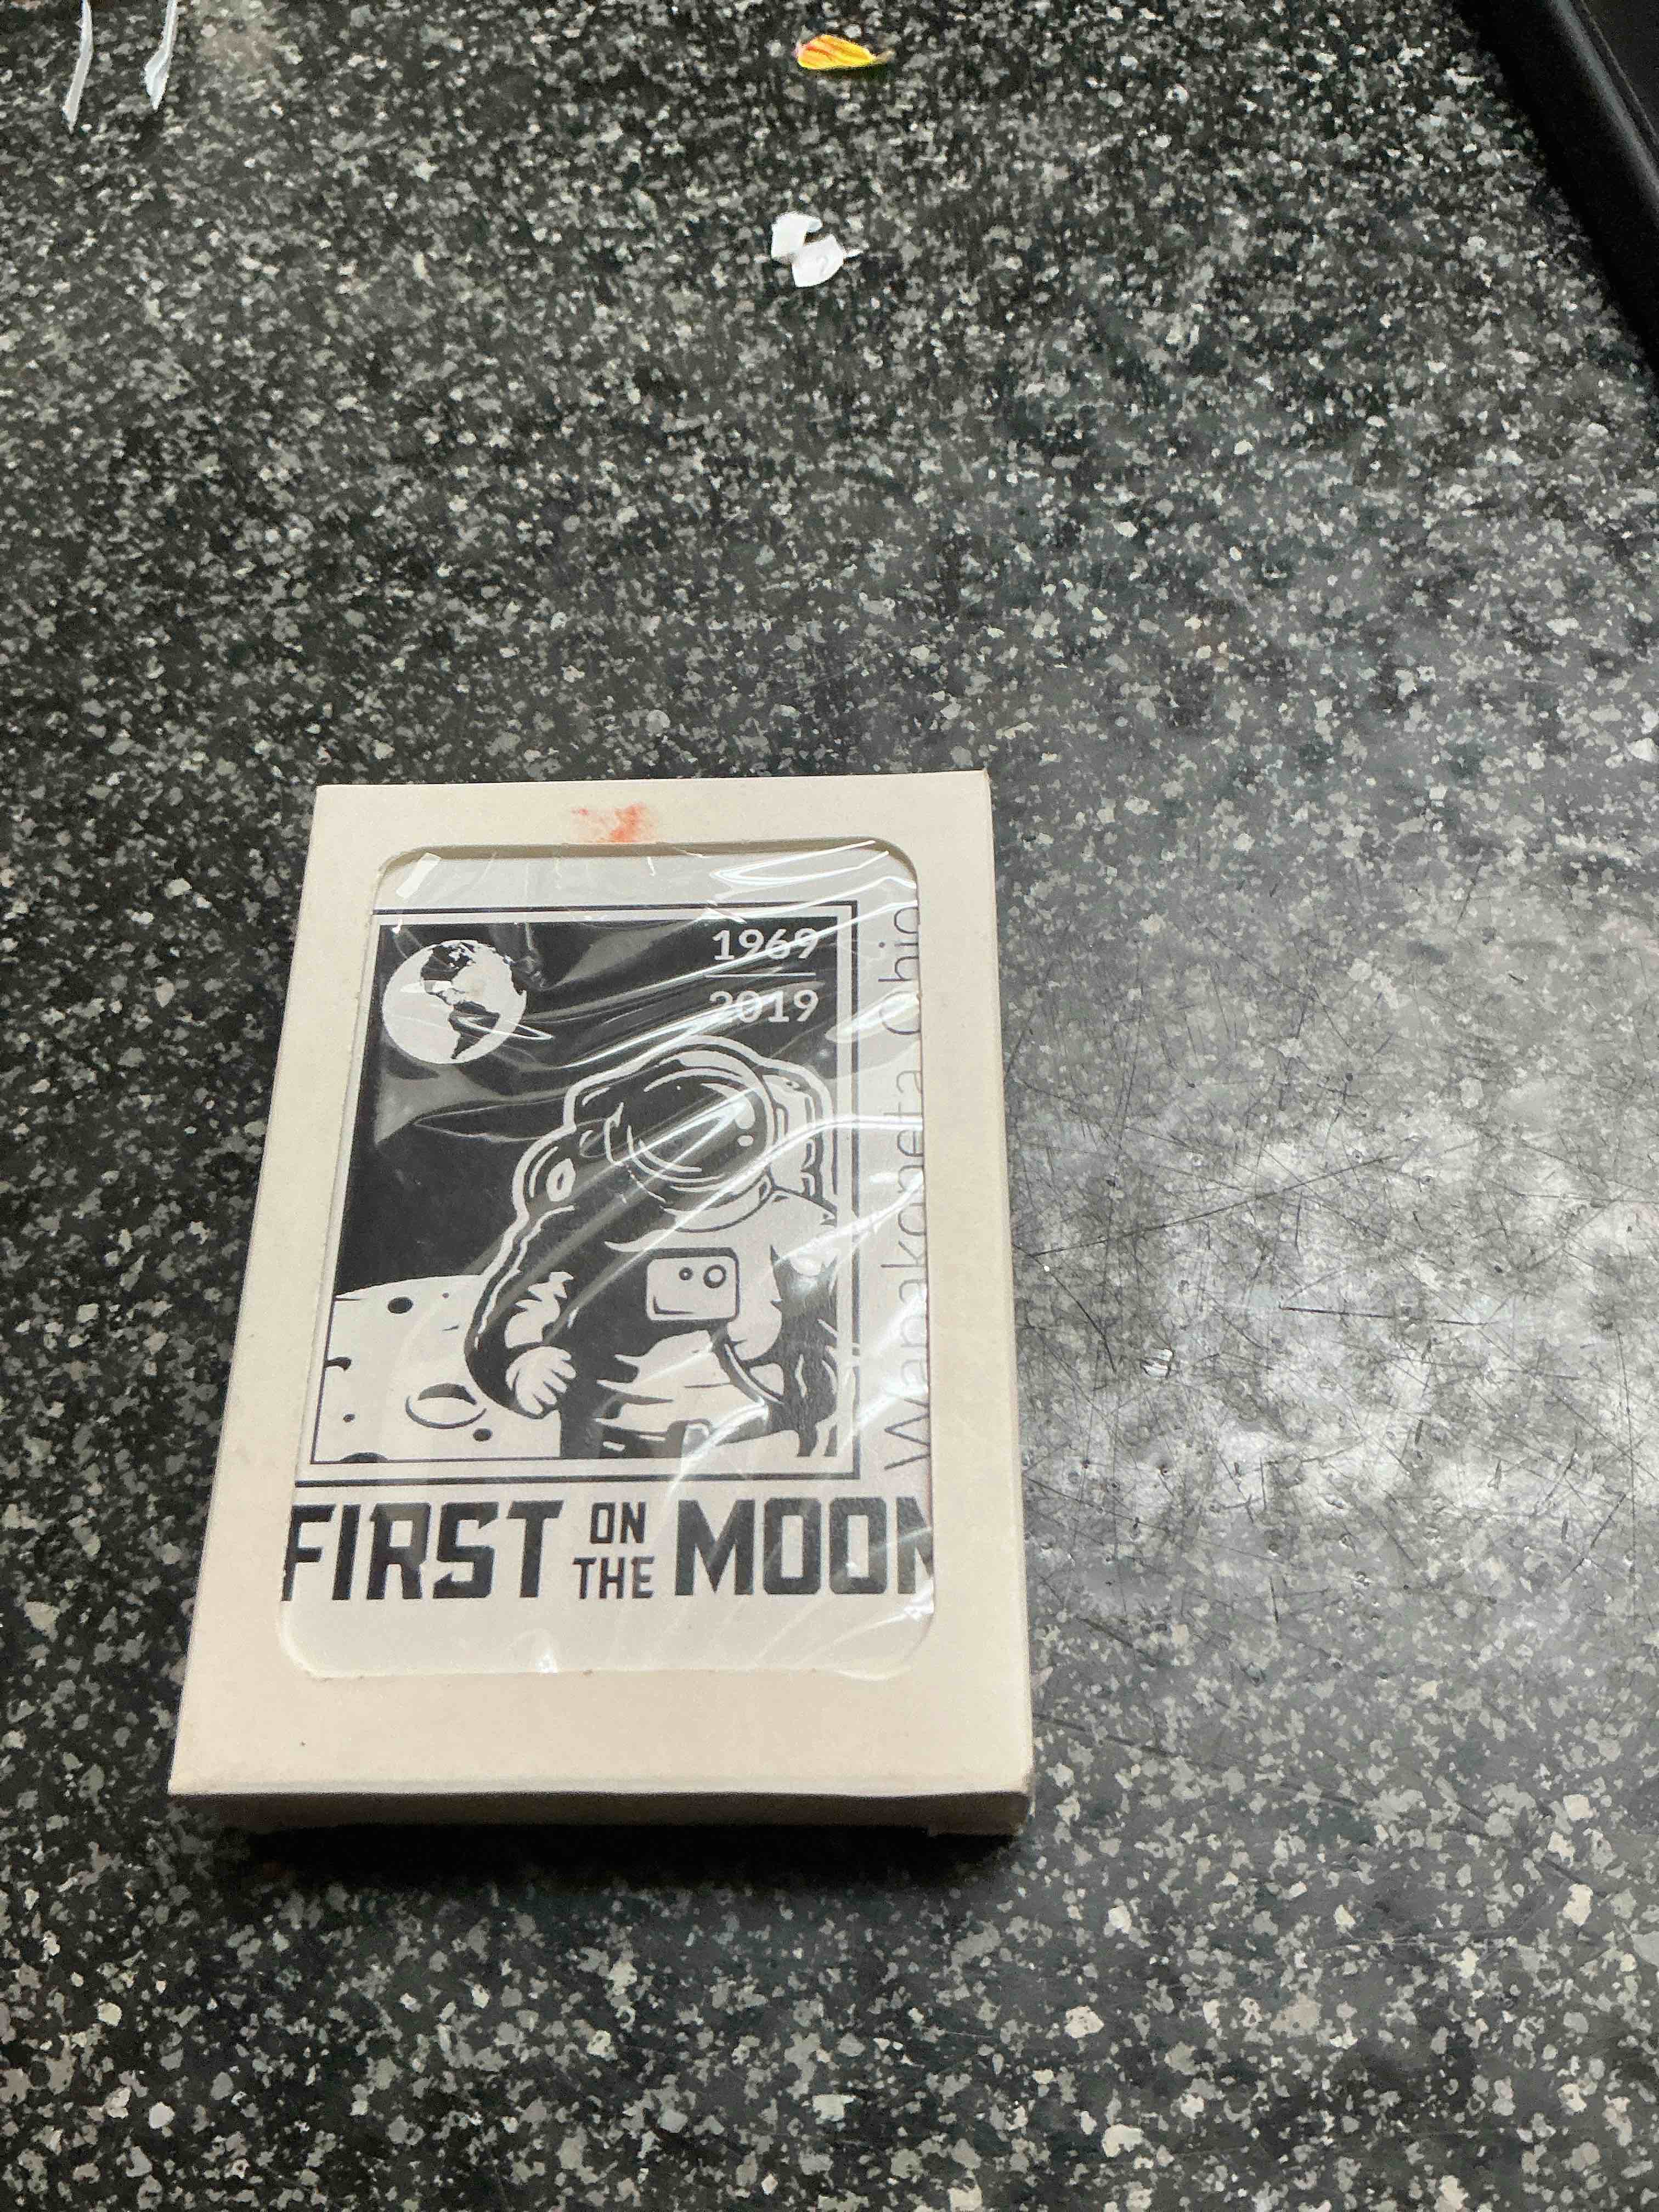 1969
2019
Wapakoneta Ohio
FIRST ON THE MOON